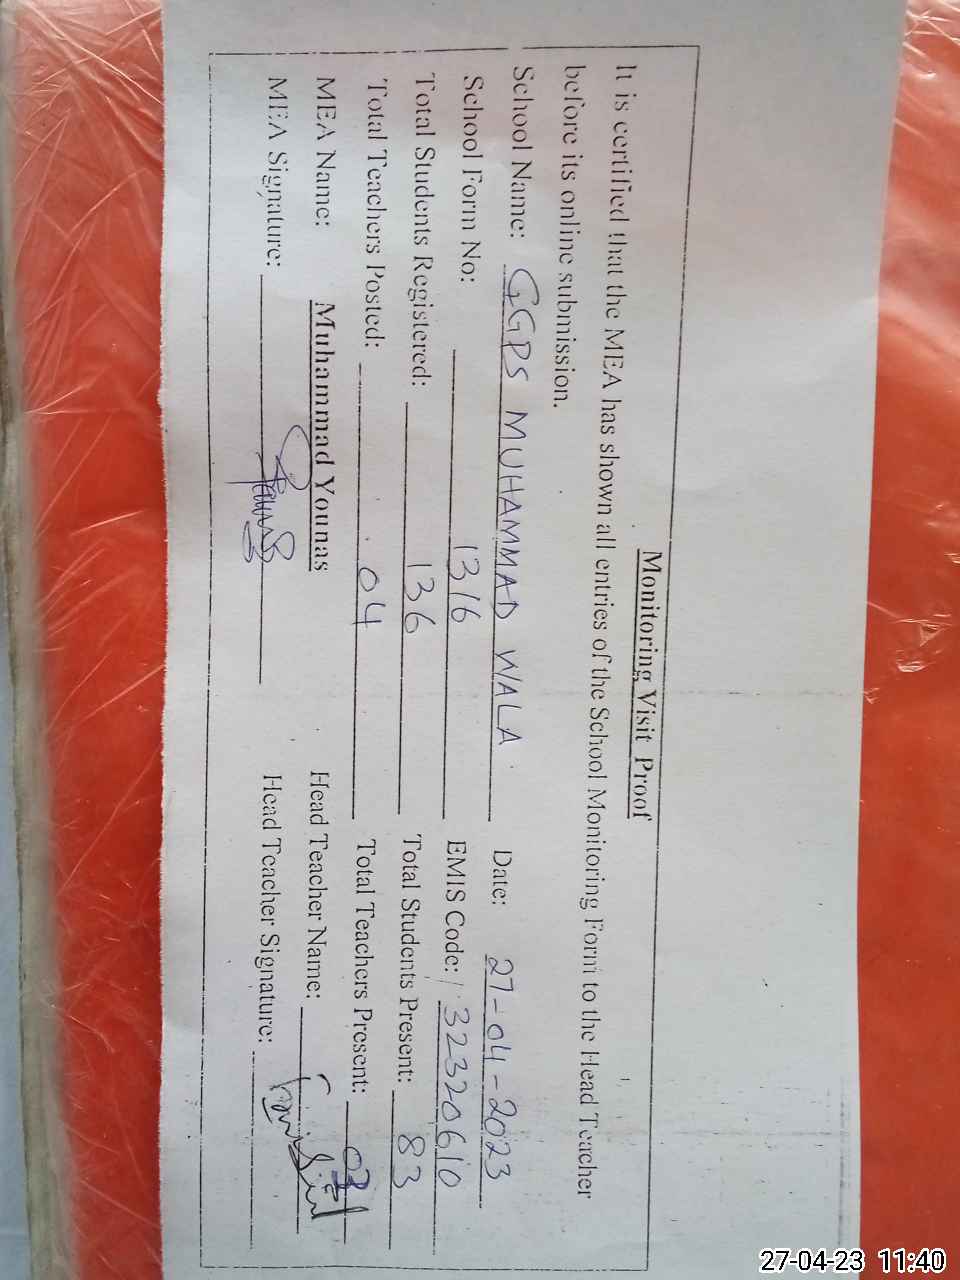 Monitoring Visit Proof
It is certified that the MEA has shown all entries of the School Monitoring Form to the Head Teacher
before its online submission.
School Name: GGPS MUHAMMAD WALA Date: 27-04-2023
School Form No: 1316 EMIS Code: 32320610
Total Students Registered: 136 Total Students Present: 83
Total Teachers Posted: 04 Total Teachers Present: 03
MEA Name: Muhammad Younas Head Teacher Name:
MEA Signature: Head Teacher Signature:
27-04-23 11:40